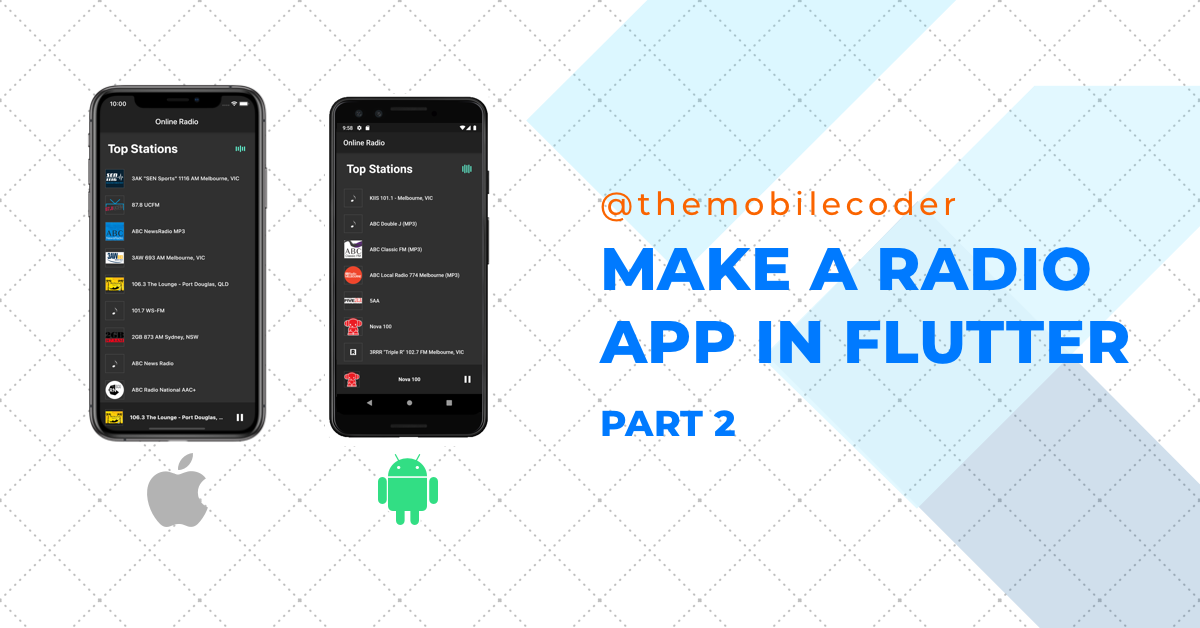 10:00
Online Radio
Top Stations
3AK "SEN Sports" 1116 AM Melbourne, VIC
87.8 UCFM
ABC NewsRadio MP3
3AW 693 AM Melbourne, VIC
106.3 The Lounge - Port Douglas, QLD
101.7 WS-FM
2GB 873 AM Sydney, NSW
ABC News Radio
ABC Radio National AAC+
106.3 The Lounge - Port Douglas, ...
9:58
Online Radio
Top Stations
KIIS 101.1 - Melbourne, VIC
ABC Double J (MP3)
ABC
ABC Classic FM (MP3)
ABC Local Radio 774 Melbourne (MP3)
5AA
Nova 100
3RRR "Triple R" 102.7 FM Melbourne, VIC
Nova 100
@themobilecoder
MAKE A RADIO
APP IN FLUTTER
PART 2